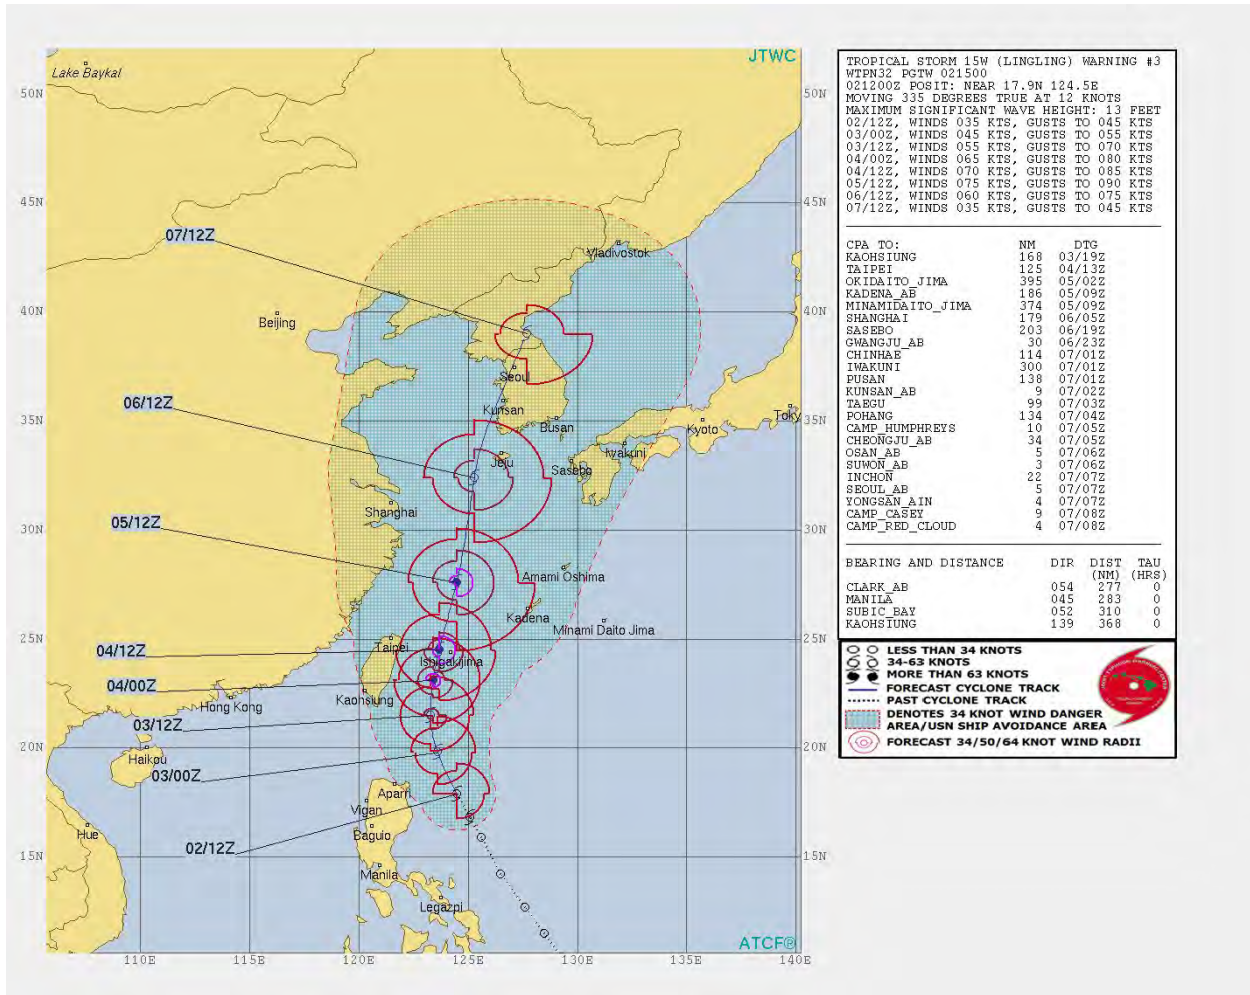 JTWC
Lake Baykal
50N
50N
45N
45N
07/12Z
Vladivostok
40N
40N
Beijing
Seoul
06/12Z
Kunsan
35N
35N
Busan
Kyoto
Toky
Iwakuni
Jeju
Sasebo
Shanghai
30N
30N
05/12Z
Amami Oshima
Kadena
Minami Daito Jima
25N
25N
04/12Z
Taipei
Ishigakijima
04/00Z
Kaohsiung
Hong Kong
03/12Z
20N
20N
Haikou
03/00Z
Aparri
Vigan
Hue
Baguio
02/12Z
15N
15N
Manila
Legazpi
ATCF®
110E
115E
120E
125E
130E
135E
140E
TROPICAL STORM 15W (LINGLING) WARNING #3
WTPN32 PGTW 021500
021200Z POSIT: NEAR 17.9N 124.5E
MOVING 335 DEGREES TRUE AT 12 KNOTS
MAXIMUM SIGNIFICANT WAVE HEIGHT: 13 FEET
02/12Z, WINDS 035 KTS, GUSTS TO 045 KTS
03/00Z, WINDS 045 KTS, GUSTS TO 055 KTS
03/12Z, WINDS 055 KTS, GUSTS TO 070 KTS
04/00Z, WINDS 065 KTS, GUSTS TO 080 KTS
04/12Z, WINDS 070 KTS, GUSTS TO 085 KTS
05/12Z, WINDS 075 KTS, GUSTS TO 090 KTS
06/12Z, WINDS 060 KTS, GUSTS TO 075 KTS
07/12Z, WINDS 035 KTS, GUSTS TO 045 KTS
CPA TO: NM DTG
KAOHSIUNG 168 03/19Z
TAIPEI 125 04/13Z
OKIDAITO_JIMA 395 05/02Z
KADENA_AB 186 05/09Z
MINAMIDAITO_JIMA 374 05/09Z
SHANGHAI 179 06/05Z
SASEBO 203 06/19Z
GWANGJU_AB 30 06/23Z
CHINHAE 114 07/01Z
IWAKUNI 300 07/01Z
PUSAN 138 07/01Z
KUNSAN_AB 9 07/02Z
TAEGU 99 07/03Z
POHANG 134 07/04Z
CAMP_HUMPHREYS 10 07/05Z
CHEONGJU_AB 34 07/05Z
OSAN_AB 5 07/06Z
SUWON_AB 3 07/06Z
INCHON 22 07/07Z
SEOUL_AB 5 07/07Z
YONGSAN_AIN 4 07/07Z
CAMP_CASEY 9 07/08Z
CAMP_RED_CLOUD 4 07/08Z
BEARING AND DISTANCE DIR DIST TAU
(NM) (HRS)
CLARK_AB 054 277 0
MANILA 045 283 0
SUBIC_BAY 052 310 0
KAOHSIUNG 139 368 0
LESS THAN 34 KNOTS
34-63 KNOTS
MORE THAN 63 KNOTS
FORECAST CYCLONE TRACK
PAST CYCLONE TRACK
DENOTES 34 KNOT WIND DANGER
AREA/USN SHIP AVOIDANCE AREA
FORECAST 34/50/64 KNOT WIND RADII